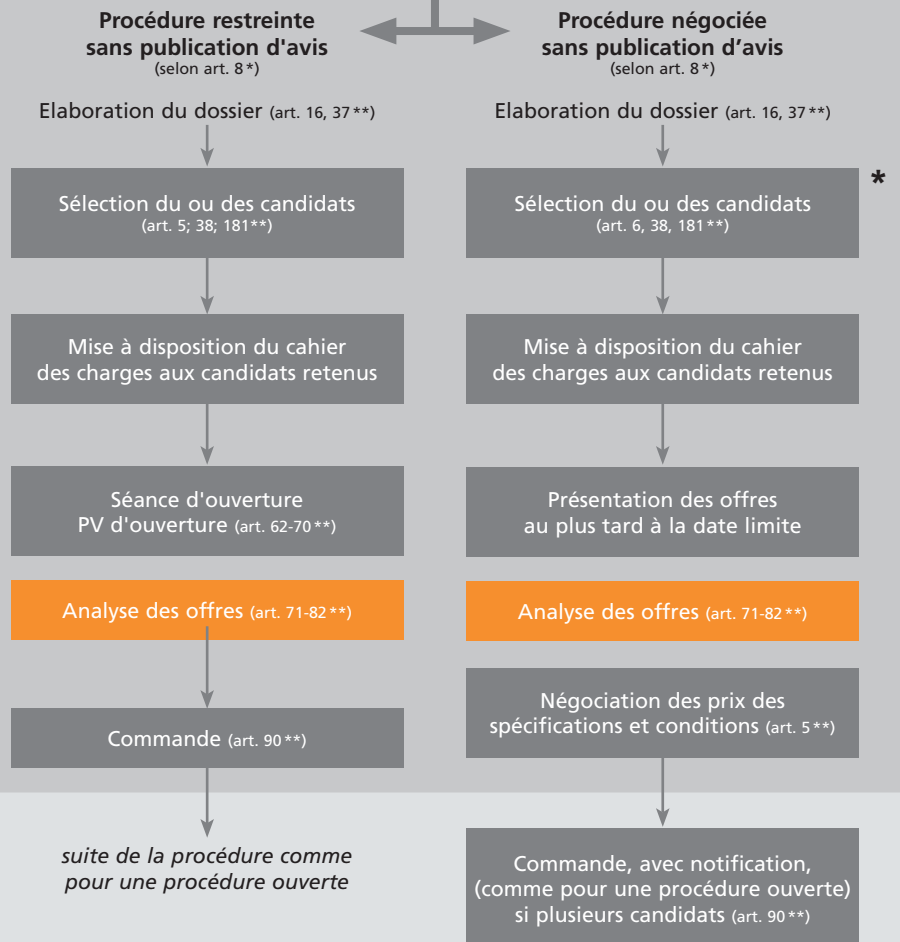 Procédure restreinte
sans publication d'avis
(selon art. 8*)
Elaboration du dossier (art. 16, 37**)
Sélection du ou des candidats
(art. 5; 38; 181**)
Mise à disposition du cahier
des charges aux candidats retenus
Séance d'ouverture
PV d'ouverture (art. 62-70**)
Analyse des offres (art. 71-82**)
Commande (art. 90**)
suite de la procédure comme
pour une procédure ouverte
Procédure négociée
sans publication d’avis
(selon art. 8*)
Elaboration du dossier (art. 16, 37**)
Sélection du ou des candidats
(art. 6, 38, 181**)
*
Mise à disposition du cahier
des charges aux candidats retenus
Présentation des offres
au plus tard à la date limite
Analyse des offres (art. 71-82**)
Négociation des prix des
spécifications et conditions (art. 5**)
Commande, avec notification,
(comme pour une procédure ouverte)
si plusieurs candidats (art. 90**)